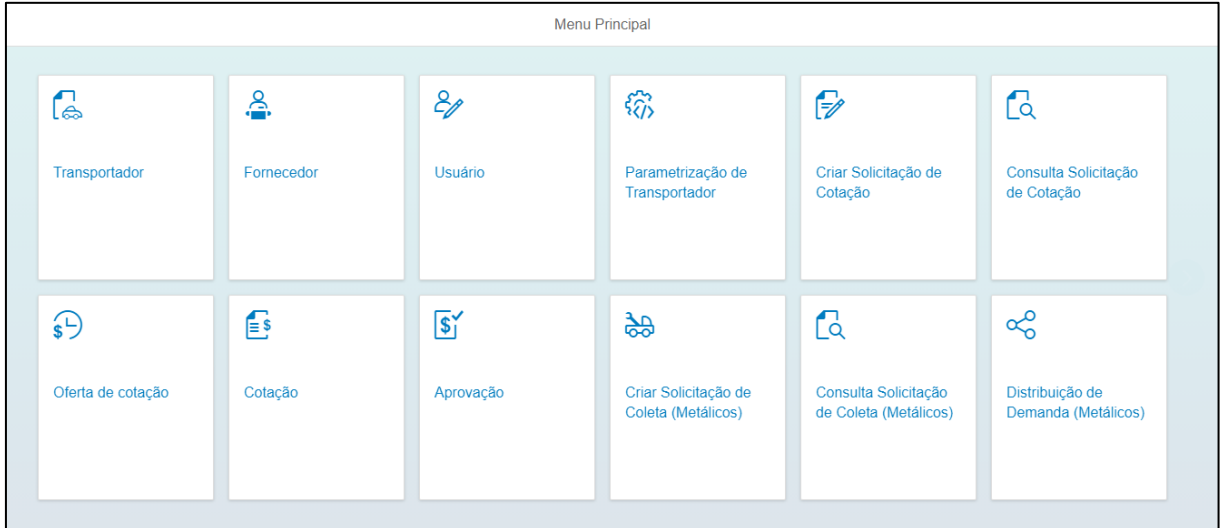 Menu Principal
Transportador
Fornecedor
Usuário
Parametrização de
Transportador
Criar Solicitação de
Cotação
Consulta Solicitação
de Cotação
Oferta de cotação
Cotação
Aprovação
Criar Solicitação de
Coleta (Metálicos)
Consulta Solicitação
de Coleta (Metálicos)
Distribuição de
Demanda (Metálicos)